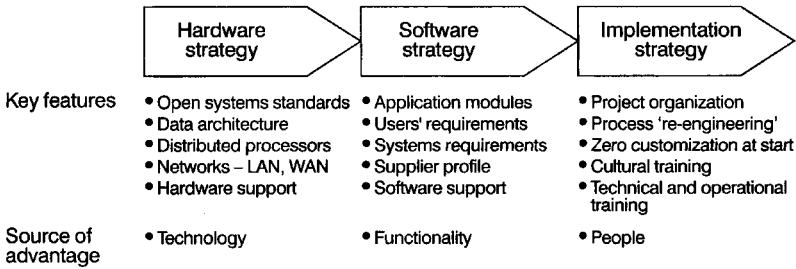 Hardware strategy
Software strategy
Implementation strategy
Key features
• Open systems standards
• Data architecture
• Distributed processors
• Networks – LAN, WAN
• Hardware support
• Application modules
• Users' requirements
• Systems requirements
• Supplier profile
• Software support
• Project organization
• Process 're-engineering'
• Zero customization at start
• Cultural training
• Technical and operational
training
Source of
advantage
• Technology
• Functionality
• People